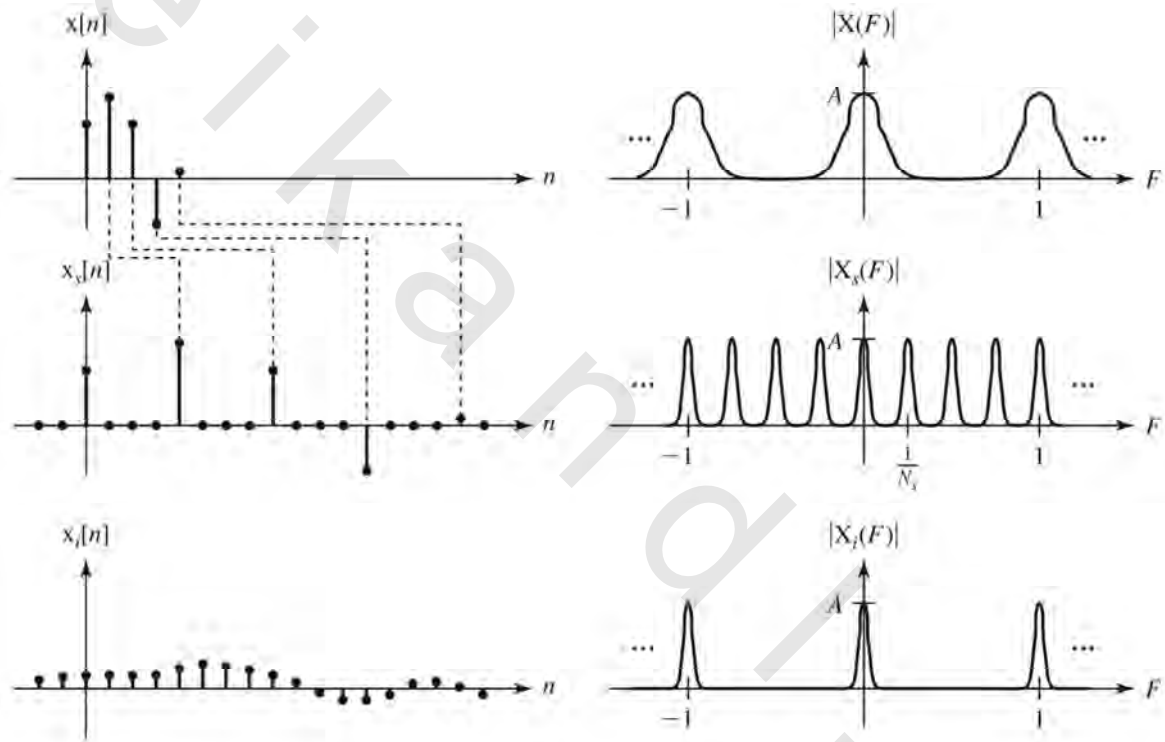 x[n]
|X(F)|
A
... ...
n
−1 1 F
x_s[n]
|X_s(F)|
A
... ...
n
−1 1/N_s 1 F
x_i[n]
|X_i(F)|
A
... ...
n
−1 1 F